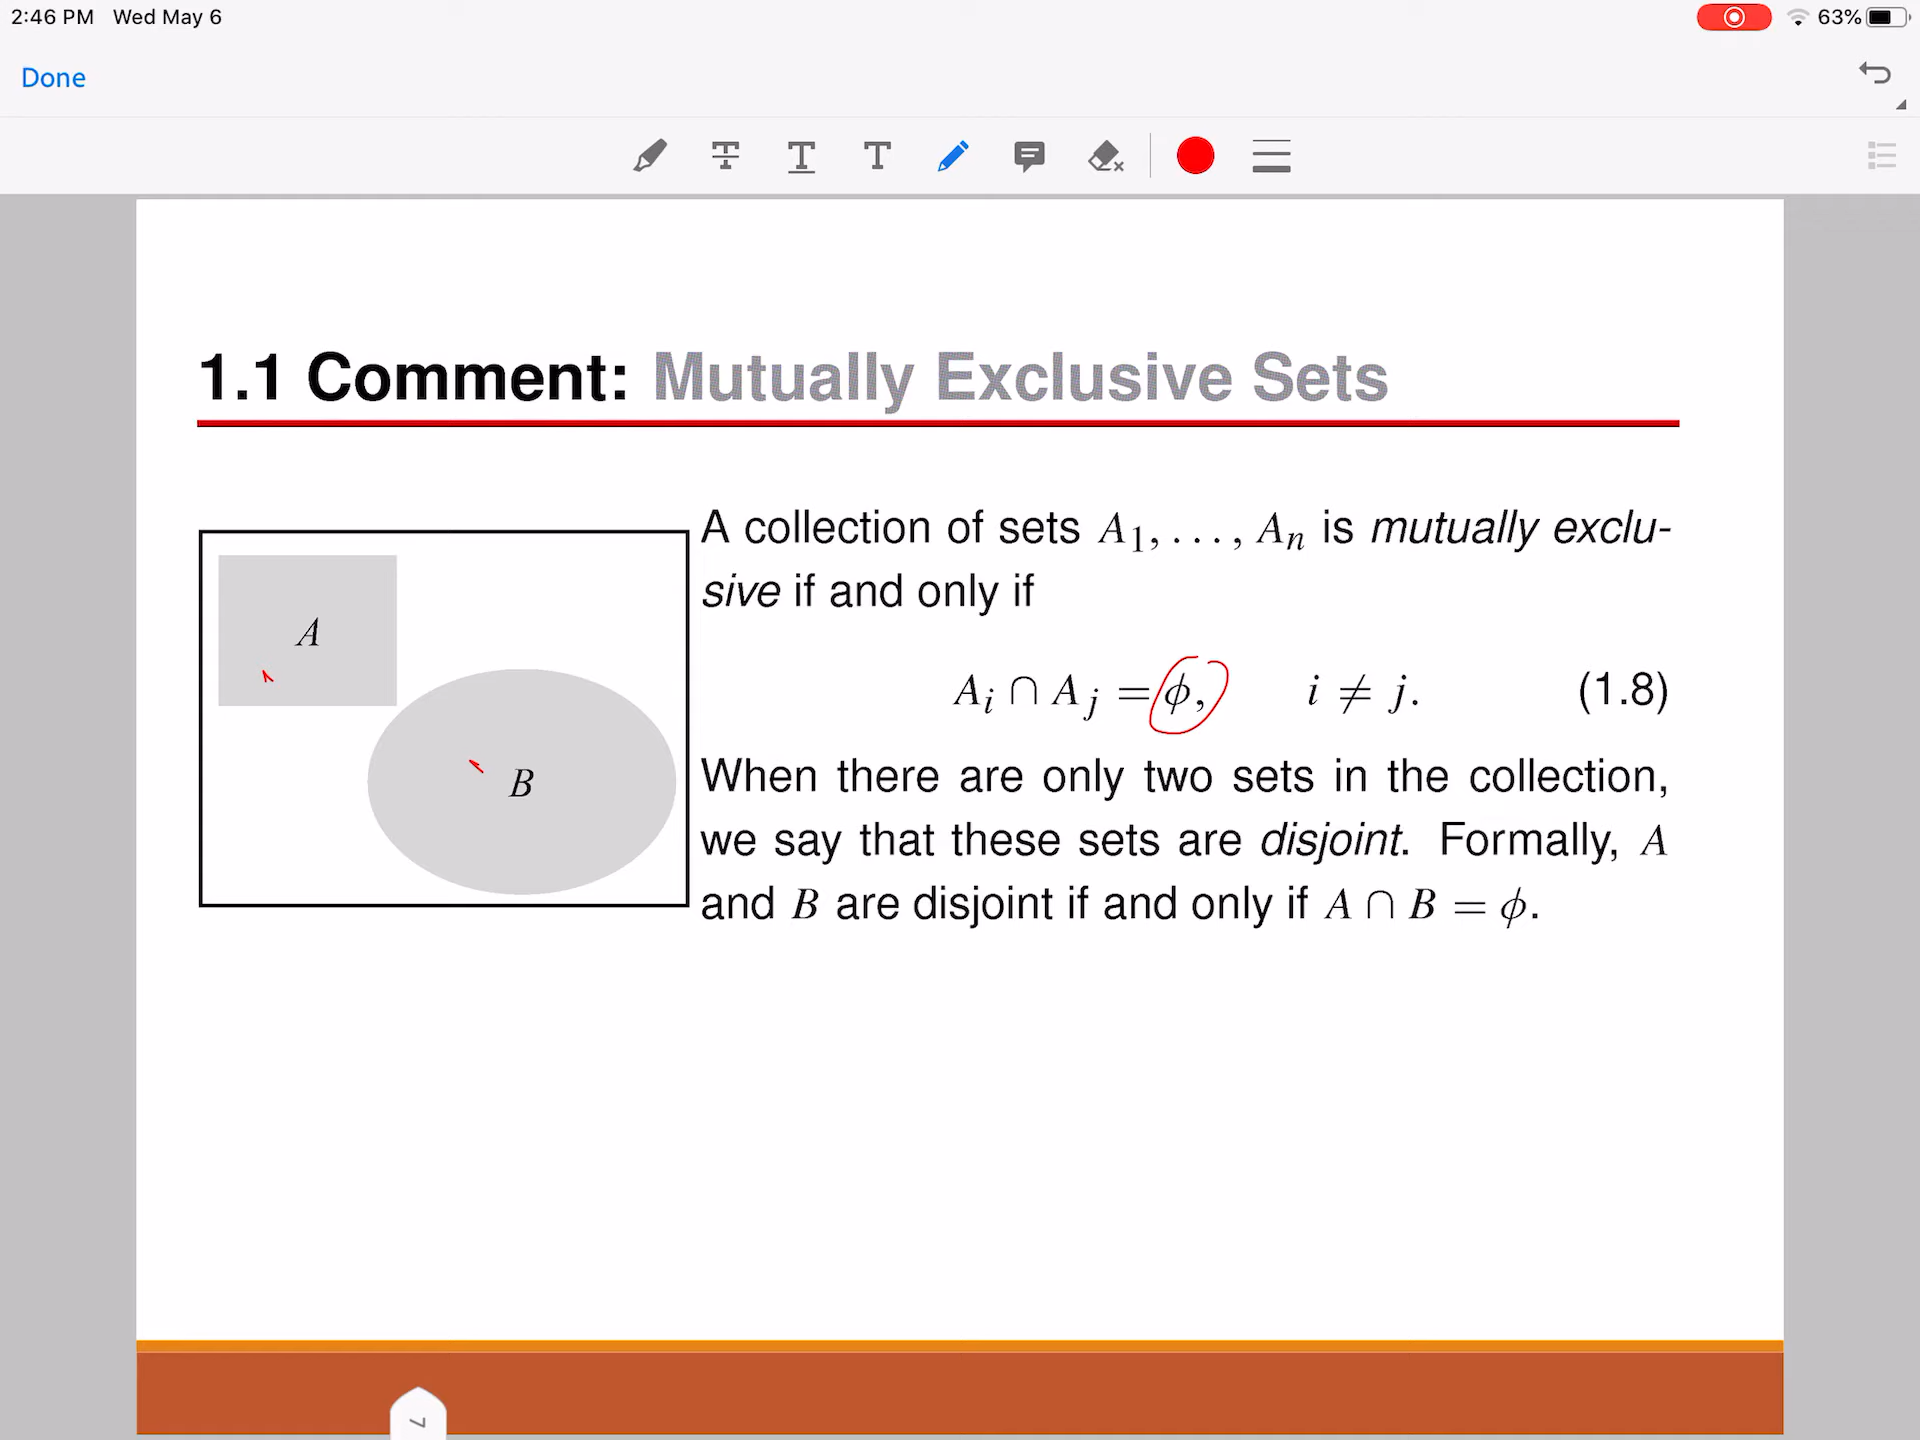 2:46 PM Wed May 6
63%
Done
1.1 Comment: Mutually Exclusive Sets
A
B
A collection of sets A₁, . . . , Aₙ is mutually exclu-
sive if and only if
Aᵢ ∩ Aⱼ = ϕ, i ≠ j. (1.8)
When there are only two sets in the collection,
we say that these sets are disjoint. Formally, A
and B are disjoint if and only if A ∩ B = ϕ.
7